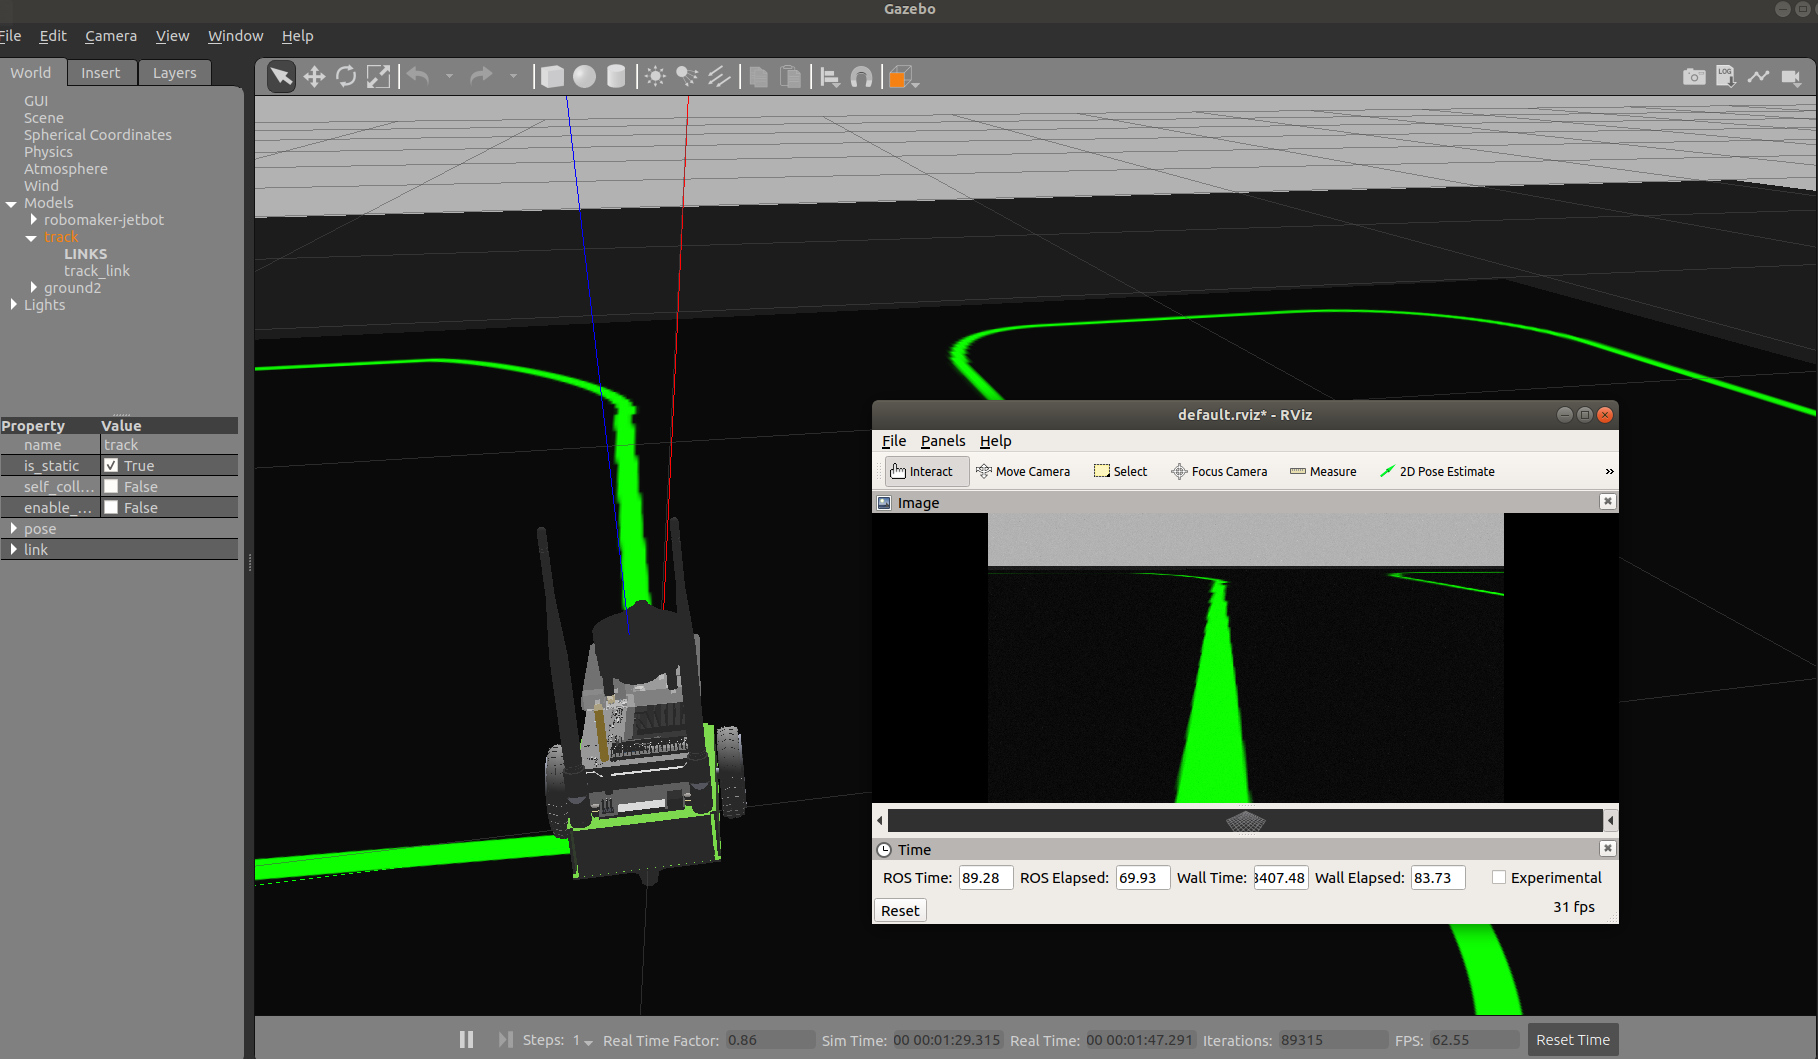 Gazebo
File Edit Camera View Window Help
World Insert Layers
LOG
GUI
Scene
Spherical Coordinates
Physics
Atmosphere
Wind
Models
robomaker-jetbot
track
LINKS
track_link
ground2
Lights
Property Value
name track
is_static True
self_coll... False
enable_... False
pose
link
default.rviz* - RViz
File Panels Help
Interact Move Camera Select Focus Camera Measure 2D Pose Estimate »
Image
Time
ROS Time: 89.28 ROS Elapsed: 69.93 Wall Time: 3407.48 Wall Elapsed: 83.73 Experimental
Reset 31 fps
Steps: 1 Real Time Factor: 0.86 Sim Time: 00 00:01:29.315 Real Time: 00 00:01:47.291 Iterations: 89315 FPS: 62.55 Reset Time